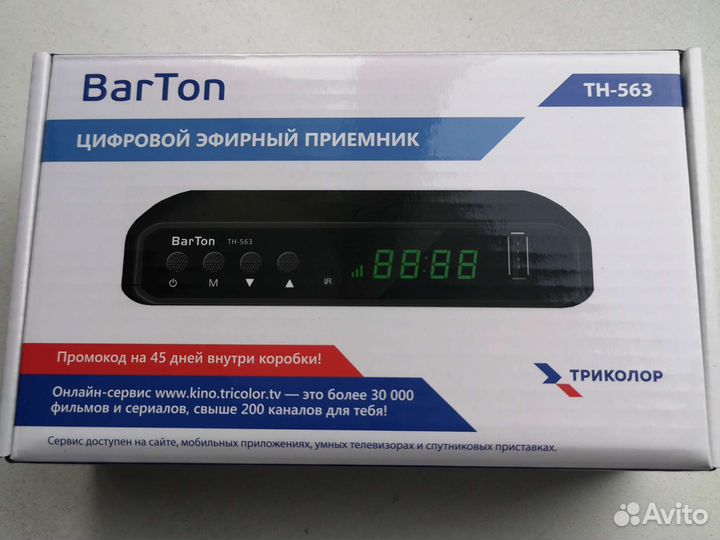 BarTon
TH-563
ЦИФРОВОЙ ЭФИРНЫЙ ПРИЕМНИК
BarTon TH-563
88:88
M
Промокод на 45 дней внутри коробки!
Онлайн-сервис www.kino.tricolor.tv — это более 30 000
фильмов и сериалов, свыше 200 каналов для тебя!
ТРИКОЛОР
Сервис доступен на сайте, мобильных приложениях, умных телевизорах и спутниковых приставках.
Avito